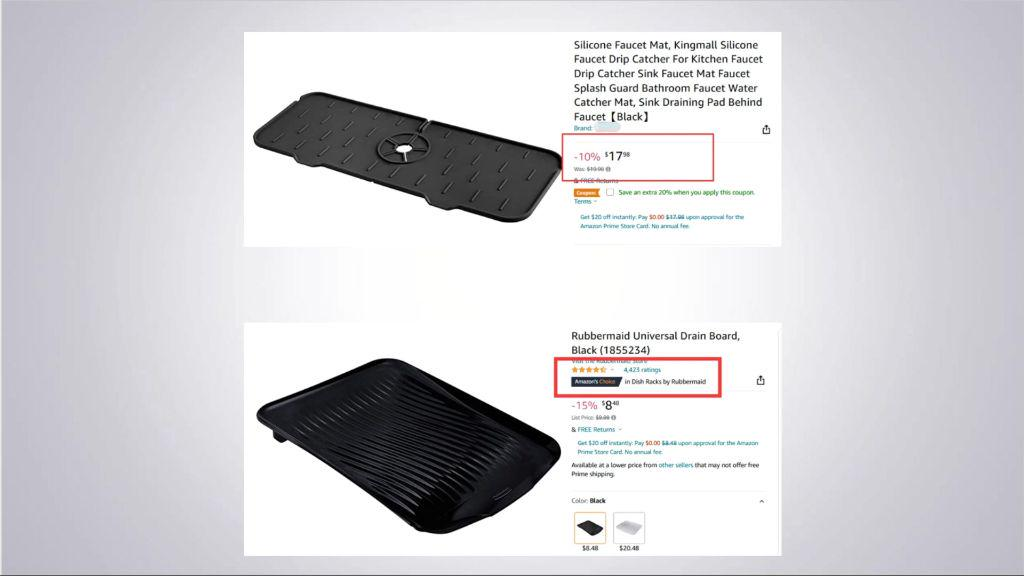 Silicone Faucet Mat, Kingmall Silicone
Faucet Drip Catcher For Kitchen Faucet
Drip Catcher Sink Faucet Mat Faucet
Splash Guard Bathroom Faucet Water
Catcher Mat, Sink Draining Pad Behind
Faucet【Black】
Brand:
-10% $17⁹⁸
Was: $19.98
& FREE Returns
Coupon Save an extra 20% when you apply this coupon.
Terms
Get $20 off instantly: Pay $0.00 $17.98 upon approval for the
Amazon Prime Store Card. No annual fee.
Rubbermaid Universal Drain Board,
Black (1855234)
Visit the Rubbermaid Store
4,423 ratings
Amazon's Choice in Dish Racks by Rubbermaid
-15% $8⁴⁸
List Price: $9.98
& FREE Returns
Get $20 off instantly: Pay $0.00 $8.48 upon approval for the Amazon
Prime Store Card. No annual fee.
Available at a lower price from other sellers that may not offer free
Prime shipping.
Color: Black
$8.48 $20.48